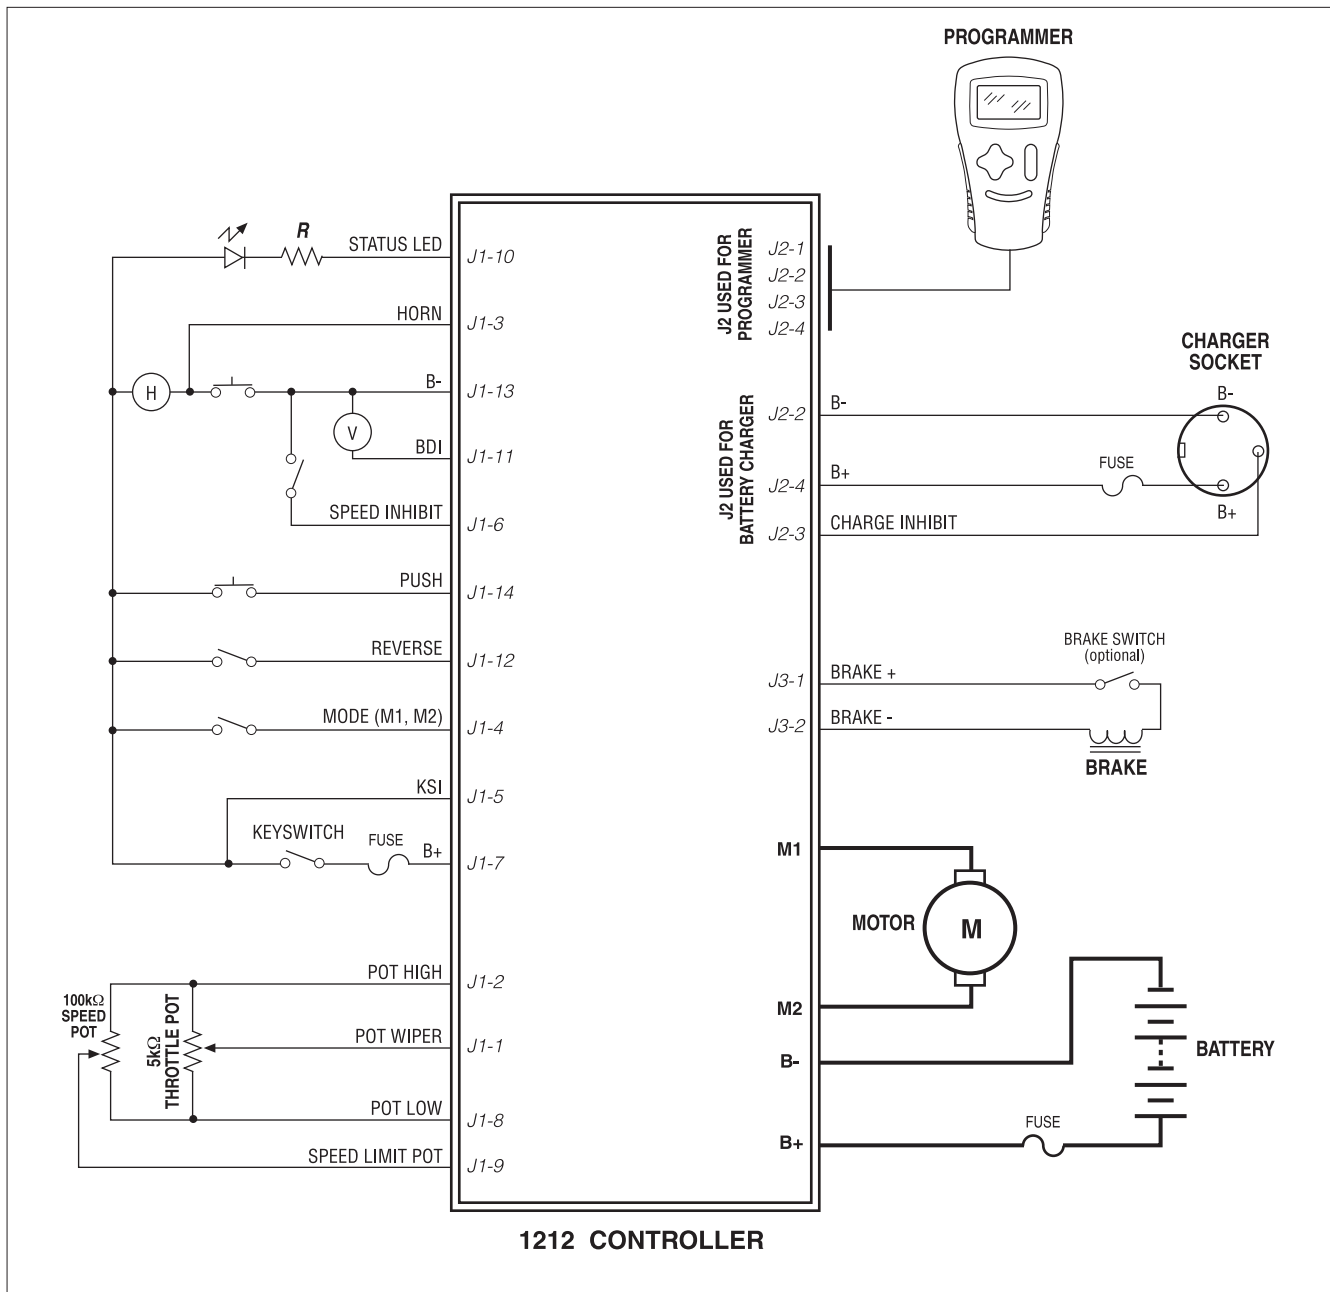 PROGRAMMER
R
STATUS LED
J1-10
HORN
J1-3
H
B-
J1-13
V
BDI
J1-11
SPEED INHIBIT
J1-6
PUSH
J1-14
REVERSE
J1-12
MODE (M1, M2)
J1-4
KSI
J1-5
KEYSWITCH
FUSE
B+
J1-7
100kΩ
SPEED
POT
5kΩ
THROTTLE POT
POT HIGH
J1-2
POT WIPER
J1-1
POT LOW
J1-8
SPEED LIMIT POT
J1-9
J2 USED FOR
PROGRAMMER
J2-1
J2-2
J2-3
J2-4
J2 USED FOR
BATTERY CHARGER
J2-2
B-
J2-4
B+
FUSE
J2-3
CHARGE INHIBIT
CHARGER
SOCKET
B-
B+
J3-1
BRAKE +
BRAKE SWITCH
(optional)
J3-2
BRAKE -
BRAKE
M1
MOTOR
M
M2
B-
BATTERY
B+
FUSE
1212 CONTROLLER